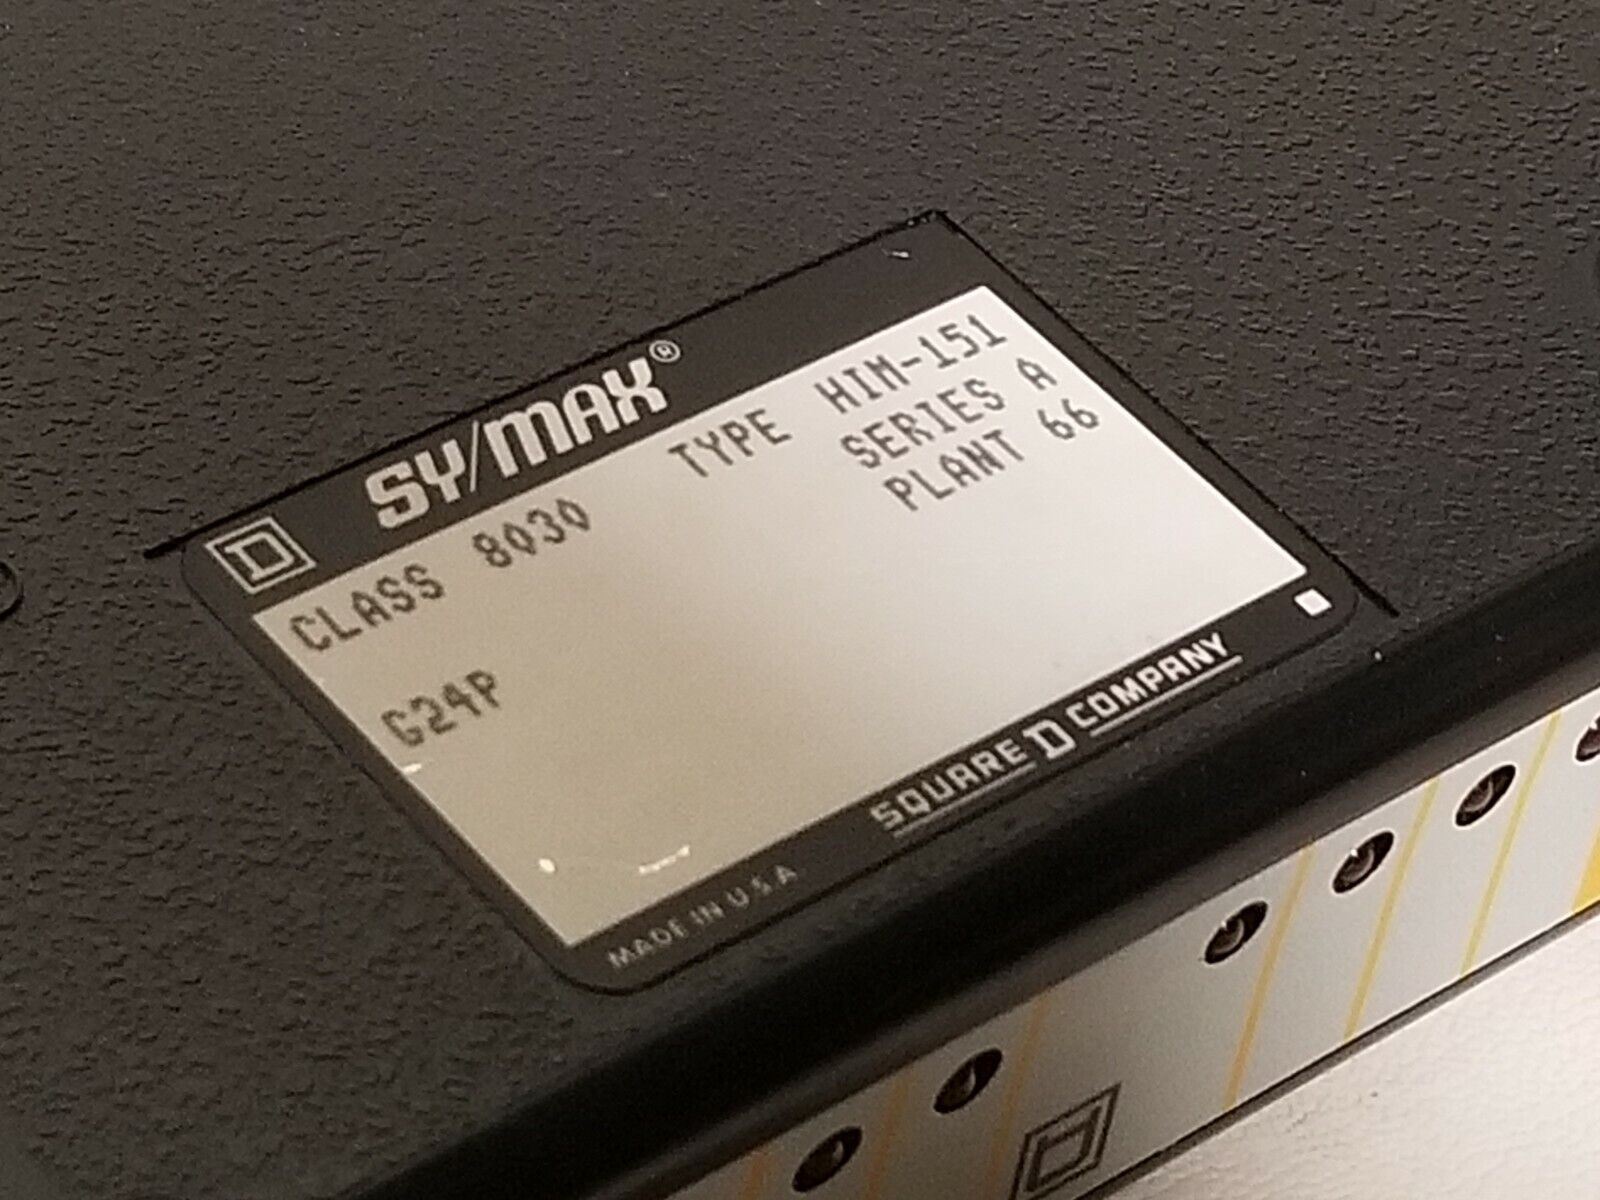 D SY/MAX®
CLASS 8030 TYPE HIM-151
SERIES A
PLANT 66
G24P
MADE IN U.S.A
SQUARE D COMPANY
D